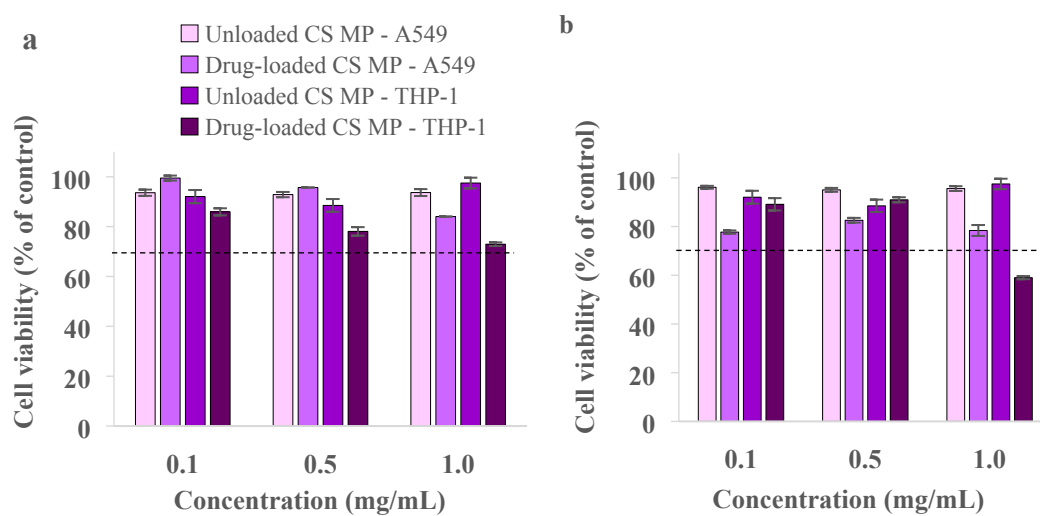 a
Unloaded CS MP - A549
Drug-loaded CS MP - A549
Unloaded CS MP - THP-1
Drug-loaded CS MP - THP-1
Cell viability (% of control)
100
80
60
40
20
0
0.1 0.5 1.0
Concentration (mg/mL)
b
Cell viability (% of control)
100
80
60
40
20
0
0.1 0.5 1.0
Concentration (mg/mL)